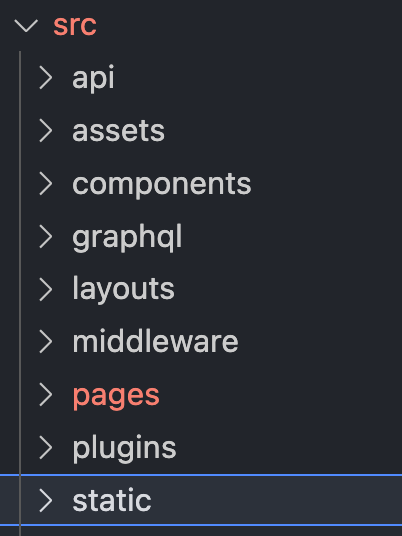 src
api
assets
components
graphql
layouts
middleware
pages
plugins
static